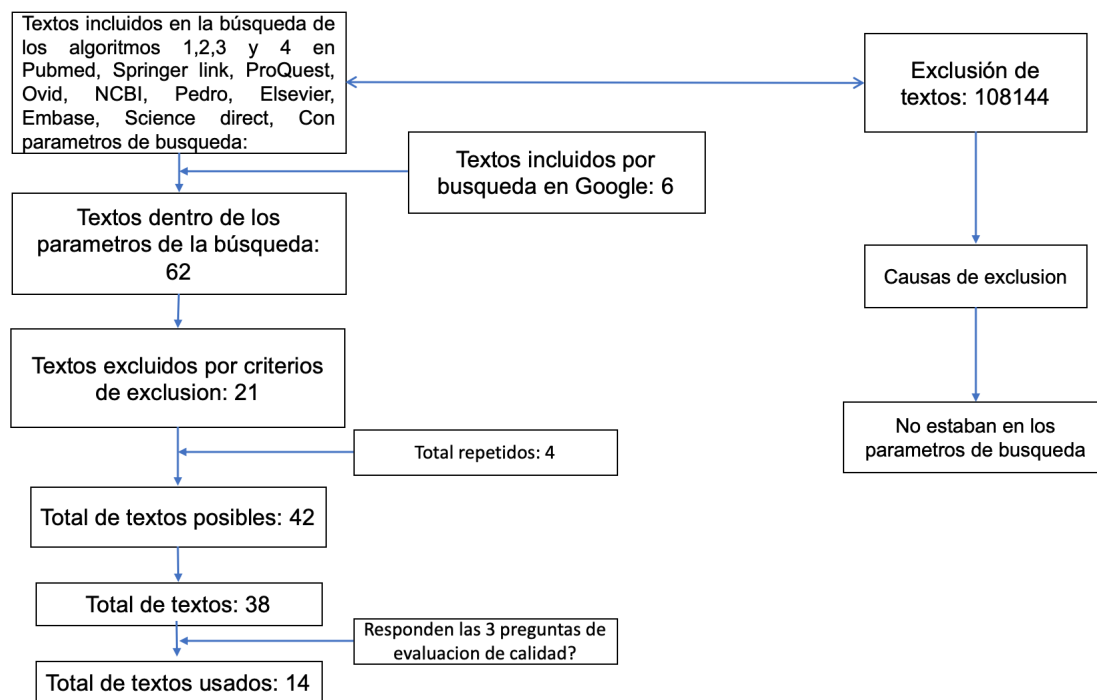 Textos incluidos en la búsqueda de
los algoritmos 1,2,3 y 4 en
Pubmed, Springer link, ProQuest,
Ovid, NCBI, Pedro, Elsevier,
Embase, Science direct, Con
parametros de busqueda:
Exclusión de
textos: 108144
Textos incluidos por
busqueda en Google: 6
Textos dentro de los
parametros de la búsqueda:
62
Causas de exclusion
Textos excluidos por criterios
de exclusion: 21
No estaban en los
parametros de busqueda
Total repetidos: 4
Total de textos posibles: 42
Total de textos: 38
Responden las 3 preguntas de
evaluacion de calidad?
Total de textos usados: 14